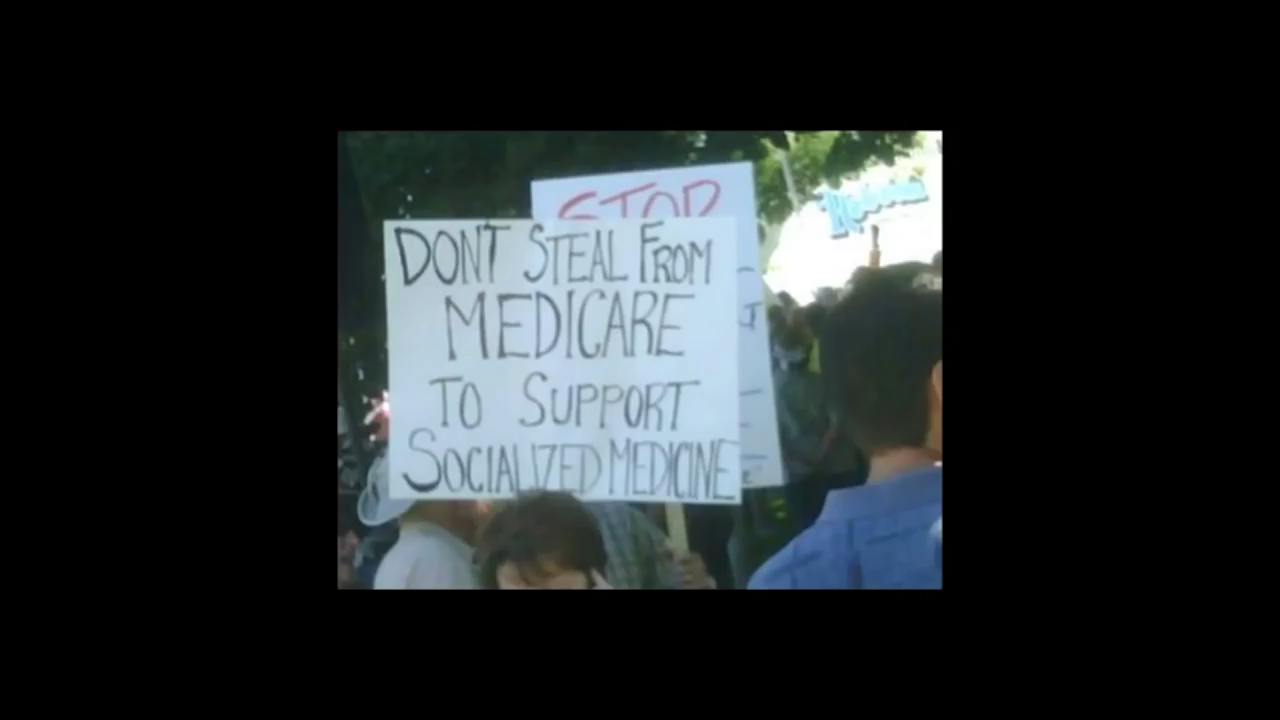 STOP
DONT STEAL FROM
MEDICARE
TO SUPPORT
SOCIALIZED MEDICINE